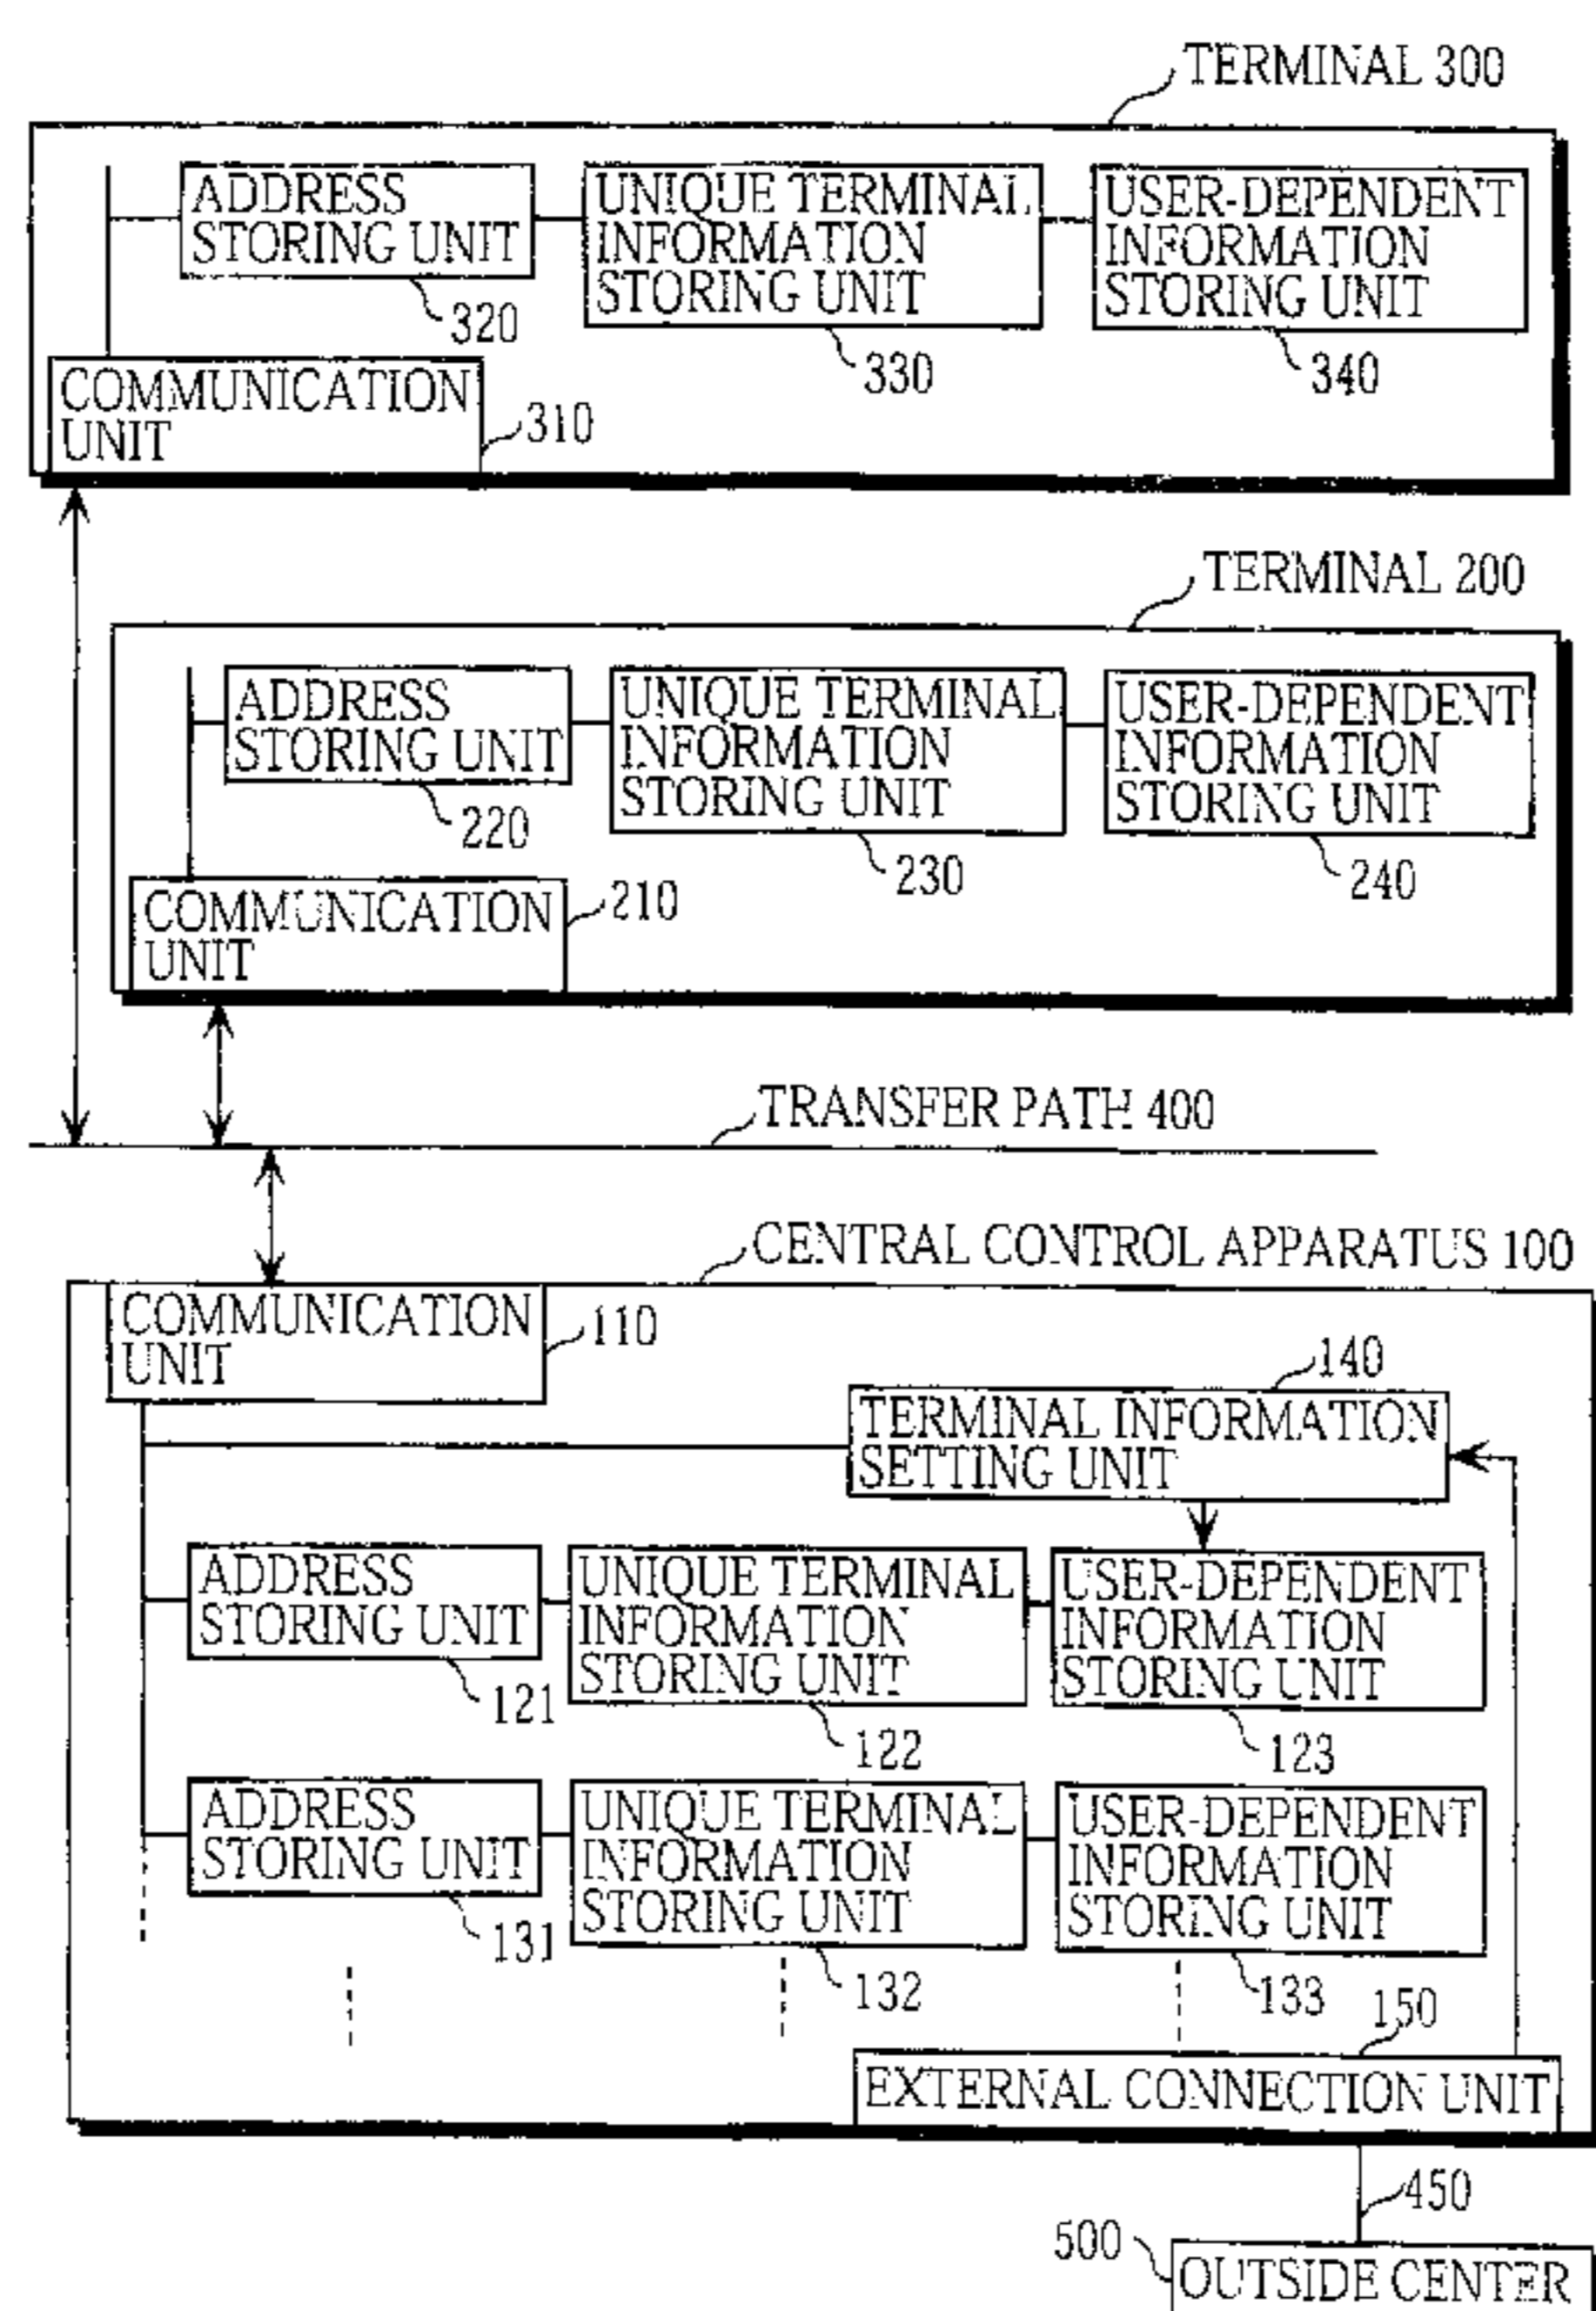 TERMINAL 300
ADDRESS
STORING UNIT
320
UNIQUE TERMINAL
INFORMATION
STORING UNIT
330
USER-DEPENDENT
INFORMATION
STORING UNIT
340
COMMUNICATION
UNIT
310
TERMINAL 200
ADDRESS
STORING UNIT
220
UNIQUE TERMINAL
INFORMATION
STORING UNIT
230
USER-DEPENDENT
INFORMATION
STORING UNIT
240
COMMUNICATION
UNIT
210
TRANSFER PATH 400
CENTRAL CONTROL APPARATUS 100
COMMUNICATION
UNIT
110
140
TERMINAL INFORMATION
SETTING UNIT
ADDRESS
STORING UNIT
121
UNIQUE TERMINAL
INFORMATION
STORING UNIT
122
USER-DEPENDENT
INFORMATION
STORING UNIT
123
ADDRESS
STORING UNIT
131
UNIQUE TERMINAL
INFORMATION
STORING UNIT
132
USER-DEPENDENT
INFORMATION
STORING UNIT
133
150
EXTERNAL CONNECTION UNIT
450
500
OUTSIDE CENTER